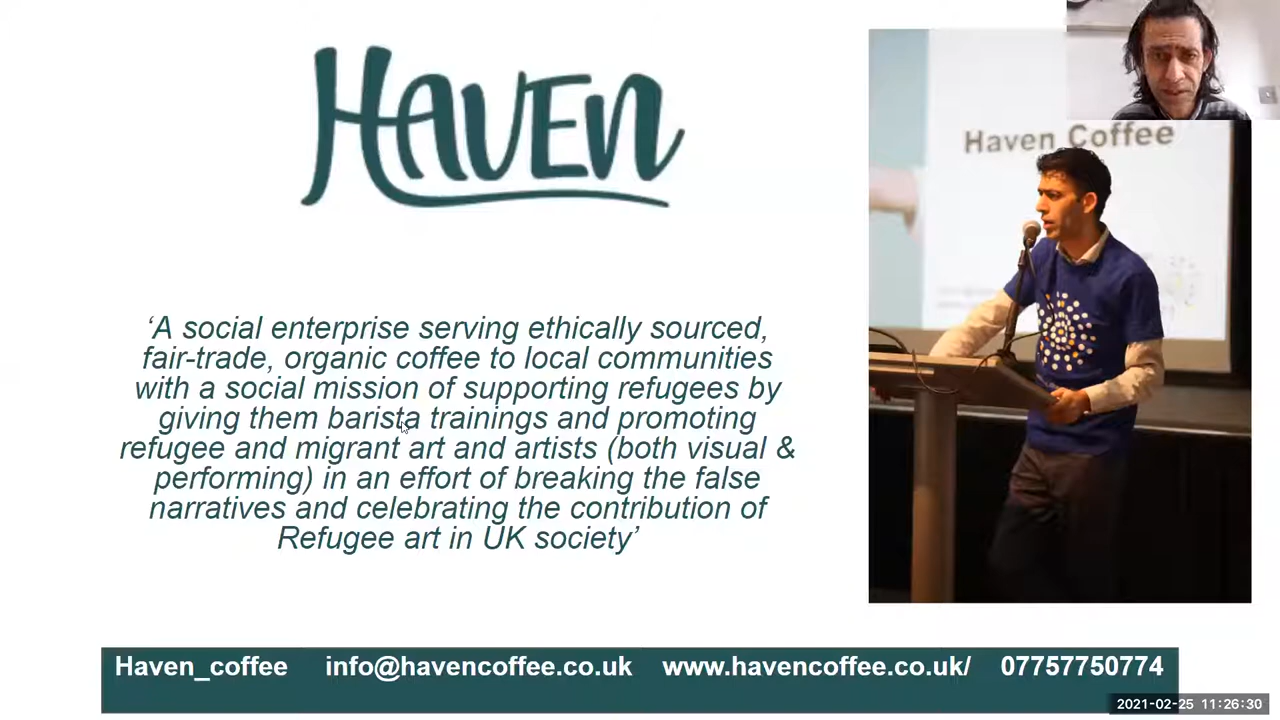 HAVEN
Haven Coffee
‘A social enterprise serving ethically sourced,
fair-trade, organic coffee to local communities
with a social mission of supporting refugees by
giving them barista trainings and promoting
refugee and migrant art and artists (both visual &
performing) in an effort of breaking the false
narratives and celebrating the contribution of
Refugee art in UK society’
Haven_coffee info@havencoffee.co.uk www.havencoffee.co.uk/ 07757750774
2021-02-25 11:26:30